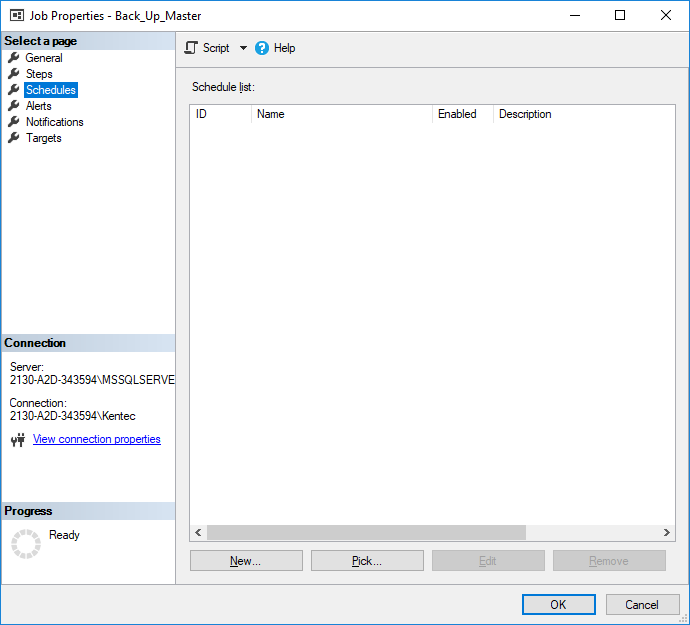 Job Properties - Back_Up_Master
Select a page
General
Steps
Schedules
Alerts
Notifications
Targets
Script
Help
Schedule list:
ID Name Enabled Description
Connection
Server:
2130-A2D-343594\MSSQLSERVE
Connection:
2130-A2D-343594\Kentec
View connection properties
Progress
Ready
New... Pick... Edit Remove
OK Cancel